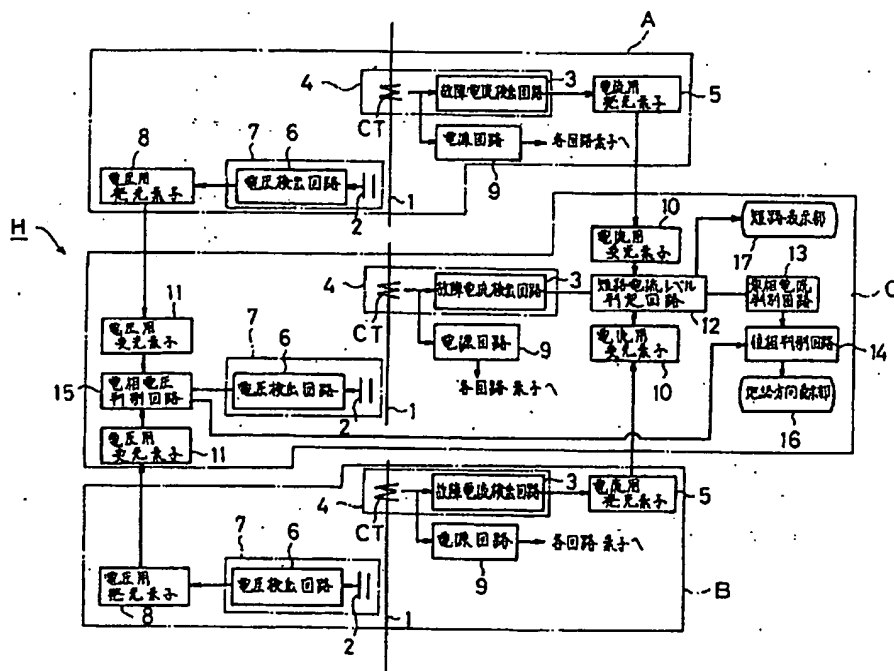 A
4
3
故障電流検出回路
電流用
発光素子
5
CT
電源回路
各回路素子へ
9
8
電圧用
発光素子
7
6
電圧検出回路
2
1
H
10
電流用
受光素子
短絡表示部
17
13
零相電流
判別回路
C
4
3
故障電流検出回路
短絡電流レベル
判定回路
12
CT
電源回路
9
各回路素子へ
電流用
受光素子
10
位相判別回路
14
地絡方向表示部
16
11
電圧用
受光素子
7
6
零相電圧
判別回路
15
電圧検出回路
2
1
電圧用
受光素子
11
4
3
故障電流検出回路
電流用
発光素子
5
CT
電源回路
各回路素子へ
9
7
6
電圧用
発光素子
8
電圧検出回路
2
1
B